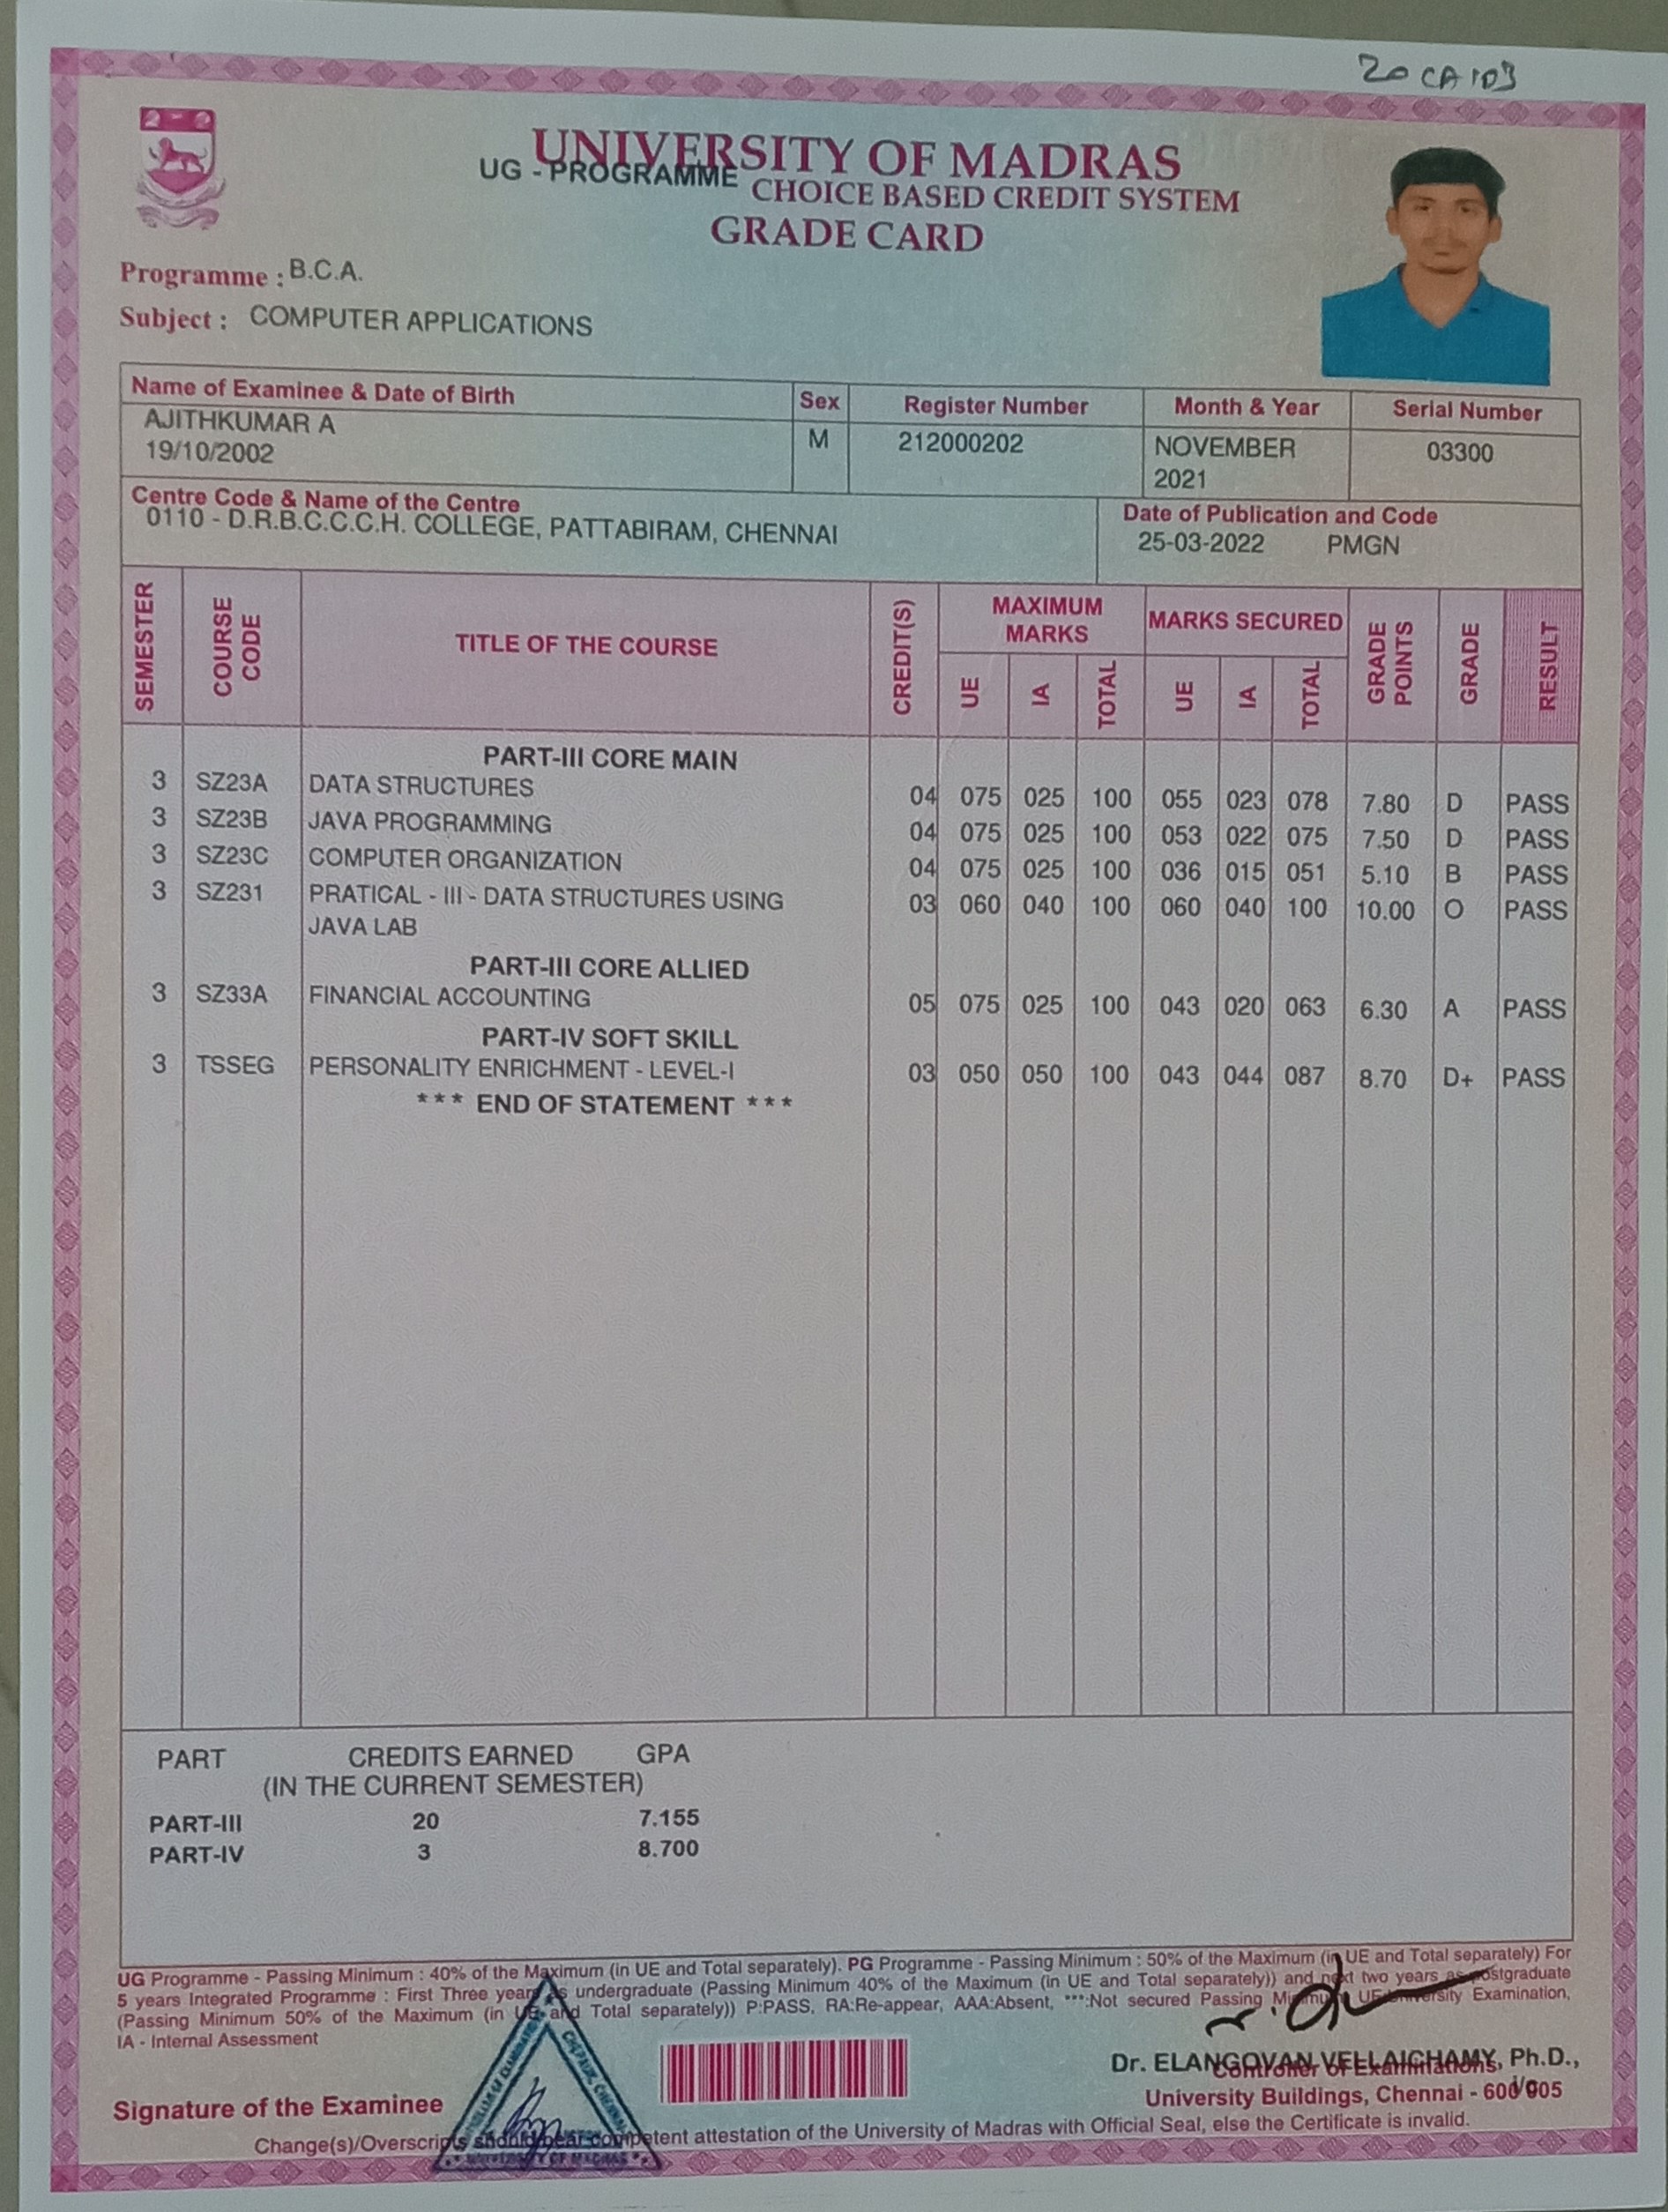 20CA103
UNIVERSITY OF MADRAS
UG - PROGRAMME CHOICE BASED CREDIT SYSTEM
GRADE CARD
Programme : B.C.A.
Subject : COMPUTER APPLICATIONS
Name of Examinee & Date of Birth Sex Register Number Month & Year Serial Number
AJITHKUMAR A M 212000202 NOVEMBER 03300
19/10/2002 2021
Centre Code & Name of the Centre Date of Publication and Code
0110 - D.R.B.C.C.C.H. COLLEGE, PATTABIRAM, CHENNAI 25-03-2022 PMGN
SEMESTER COURSE CODE TITLE OF THE COURSE CREDIT(S) MAXIMUM MARKS MARKS SECURED GRADE POINTS GRADE RESULT
UE IA TOTAL UE IA TOTAL
PART-III CORE MAIN
3 SZ23A DATA STRUCTURES 04 075 025 100 055 023 078 7.80 D PASS
3 SZ23B JAVA PROGRAMMING 04 075 025 100 053 022 075 7.50 D PASS
3 SZ23C COMPUTER ORGANIZATION 04 075 025 100 036 015 051 5.10 B PASS
3 SZ231 PRATICAL - III - DATA STRUCTURES USING 03 060 040 100 060 040 100 10.00 O PASS
JAVA LAB
PART-III CORE ALLIED
3 SZ33A FINANCIAL ACCOUNTING 05 075 025 100 043 020 063 6.30 A PASS
PART-IV SOFT SKILL
3 TSSEG PERSONALITY ENRICHMENT - LEVEL-I 03 050 050 100 043 044 087 8.70 D+ PASS
*** END OF STATEMENT ***
PART CREDITS EARNED GPA
(IN THE CURRENT SEMESTER)
PART-III 20 7.155
PART-IV 3 8.700
UG Programme - Passing Minimum : 40% of the Maximum (in UE and Total separately). PG Programme - Passing Minimum : 50% of the Maximum (in UE and Total separately) For
5 years Integrated Programme : First Three years as undergraduate (Passing Minimum 40% of the Maximum (in UE and Total separately)) and next two years as postgraduate
(Passing Minimum 50% of the Maximum (in UE and Total separately)) P:PASS, RA:Re-appear, AAA:Absent, ***:Not secured Passing Minimum, UE:University Examination,
IA - Internal Assessment
Dr. ELANGOVAN VELLAICHAMY, Ph.D.,
Controller of Examinations
University Buildings, Chennai - 600 005
Signature of the Examinee
Change(s)/Overscripts should bear competent attestation of the University of Madras with Official Seal, else the Certificate is invalid.
CHEPAUK, CHENNAI
UNIVERSITY OF MADRAS